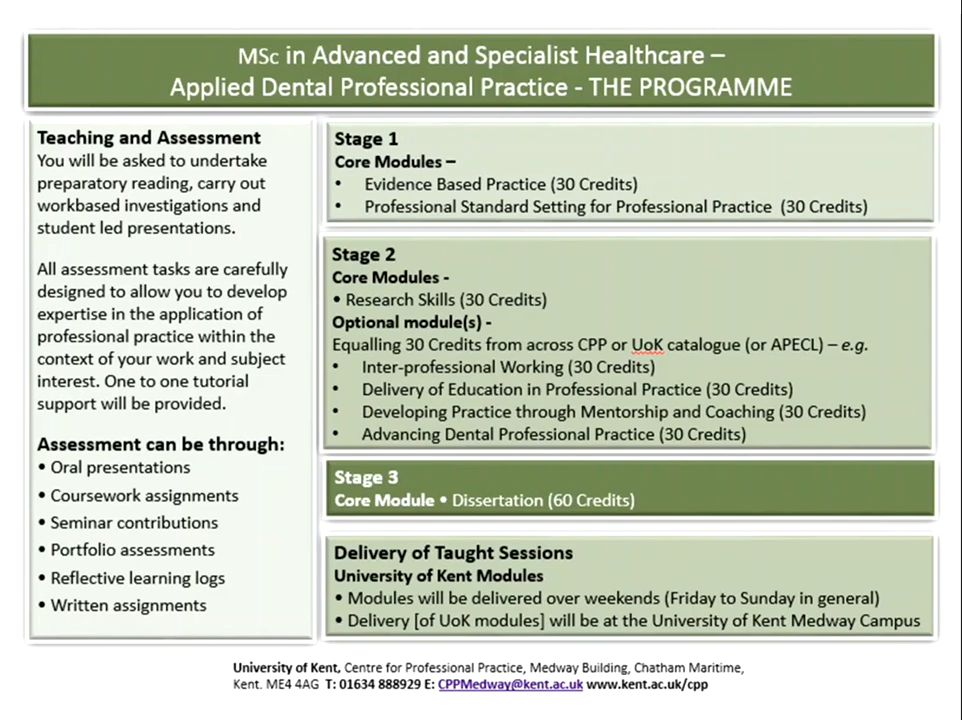 MSc in Advanced and Specialist Healthcare –
Applied Dental Professional Practice - THE PROGRAMME
Teaching and Assessment
You will be asked to undertake
preparatory reading, carry out
workbased investigations and
student led presentations.
All assessment tasks are carefully
designed to allow you to develop
expertise in the application of
professional practice within the
context of your work and subject
interest. One to one tutorial
support will be provided.
Assessment can be through:
• Oral presentations
• Coursework assignments
• Seminar contributions
• Portfolio assessments
• Reflective learning logs
• Written assignments
Stage 1
Core Modules –
• Evidence Based Practice (30 Credits)
• Professional Standard Setting for Professional Practice (30 Credits)
Stage 2
Core Modules -
• Research Skills (30 Credits)
Optional module(s) -
Equalling 30 Credits from across CPP or UoK catalogue (or APECL) – e.g.
• Inter-professional Working (30 Credits)
• Delivery of Education in Professional Practice (30 Credits)
• Developing Practice through Mentorship and Coaching (30 Credits)
• Advancing Dental Professional Practice (30 Credits)
Stage 3
Core Module • Dissertation (60 Credits)
Delivery of Taught Sessions
University of Kent Modules
• Modules will be delivered over weekends (Friday to Sunday in general)
• Delivery [of UoK modules] will be at the University of Kent Medway Campus
University of Kent, Centre for Professional Practice, Medway Building, Chatham Maritime,
Kent. ME4 4AG T: 01634 888929 E: CPPMedway@kent.ac.uk www.kent.ac.uk/cpp